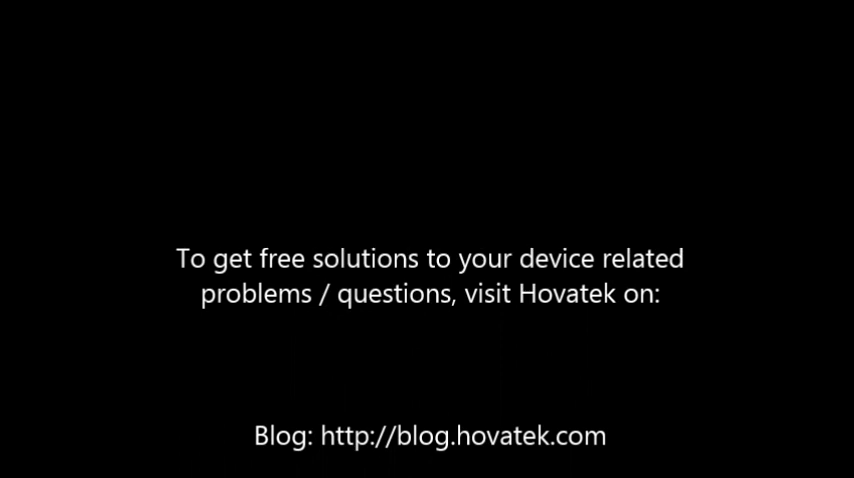 To get free solutions to your device related
problems / questions, visit Hovatek on:
Blog: http://blog.hovatek.com